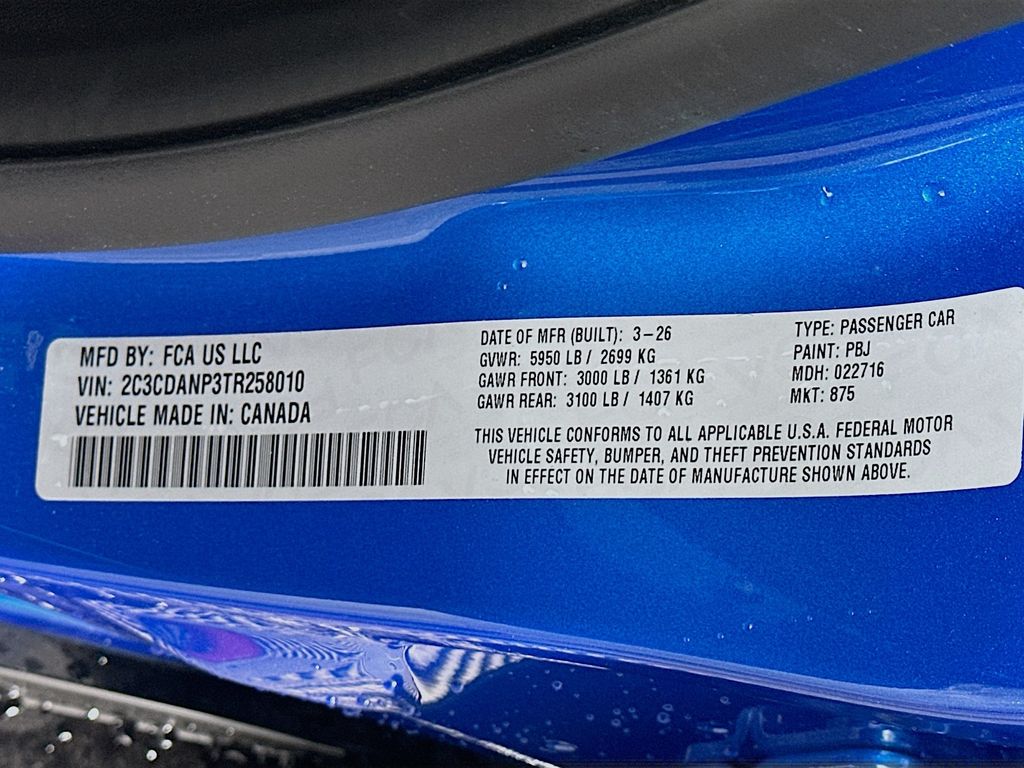 MFD BY: FCA US LLC
VIN: 2C3CDANP3TR258010
VEHICLE MADE IN: CANADA
DATE OF MFR (BUILT): 3-26
GVWR: 5950 LB / 2699 KG
GAWR FRONT: 3000 LB / 1361 KG
GAWR REAR: 3100 LB / 1407 KG
TYPE: PASSENGER CAR
PAINT: PBJ
MDH: 022716
MKT: 875
THIS VEHICLE CONFORMS TO ALL APPLICABLE U.S.A. FEDERAL MOTOR
VEHICLE SAFETY, BUMPER, AND THEFT PREVENTION STANDARDS
IN EFFECT ON THE DATE OF MANUFACTURE SHOWN ABOVE.